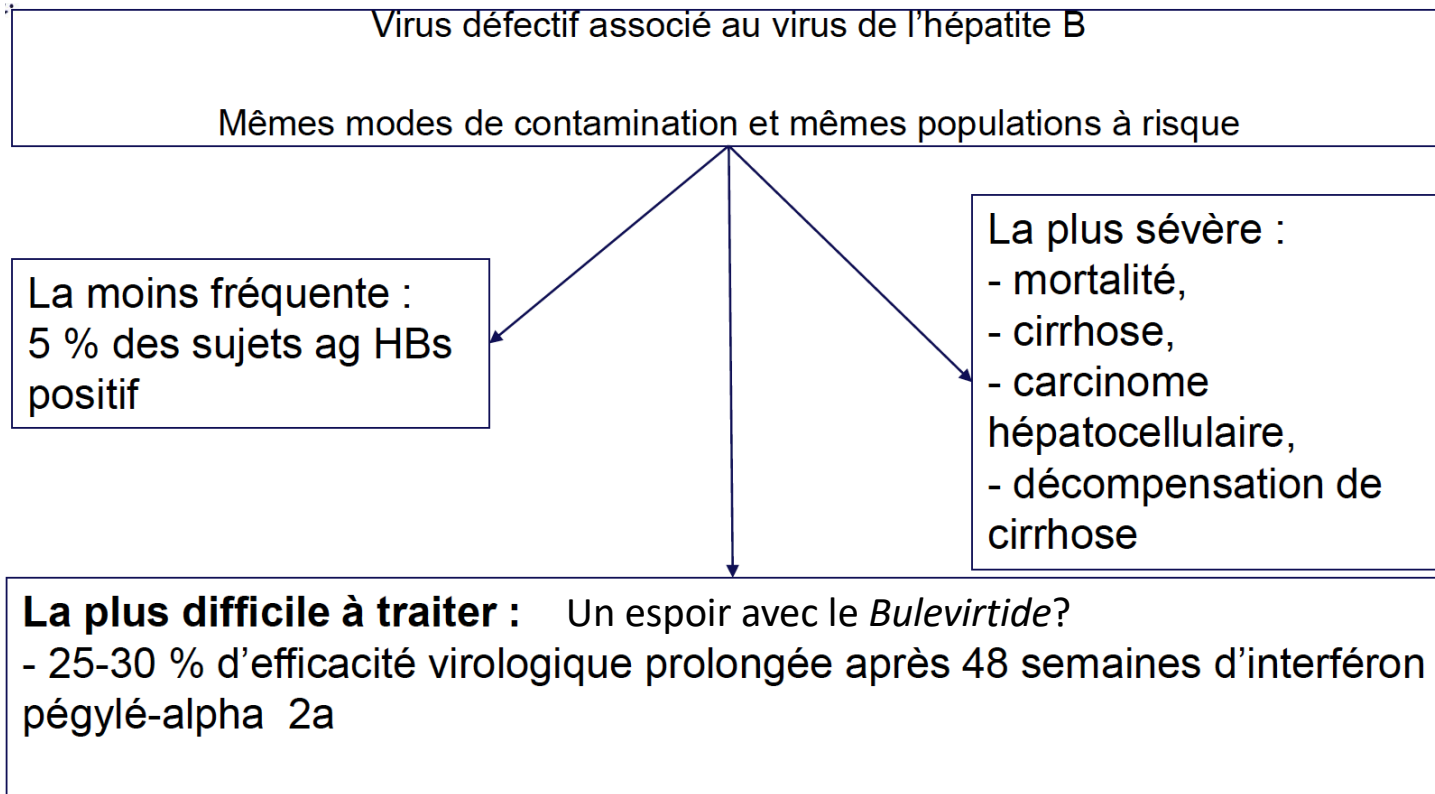 Virus défectif associé au virus de l'hépatite B
Mêmes modes de contamination et mêmes populations à risque
La moins fréquente :
5 % des sujets ag HBs
positif
La plus sévère :
- mortalité,
- cirrhose,
- carcinome
hépatocellulaire,
- décompensation de
cirrhose
La plus difficile à traiter : Un espoir avec le Bulevirtide?
- 25-30 % d'efficacité virologique prolongée après 48 semaines d'interféron
pégylé-alpha 2a